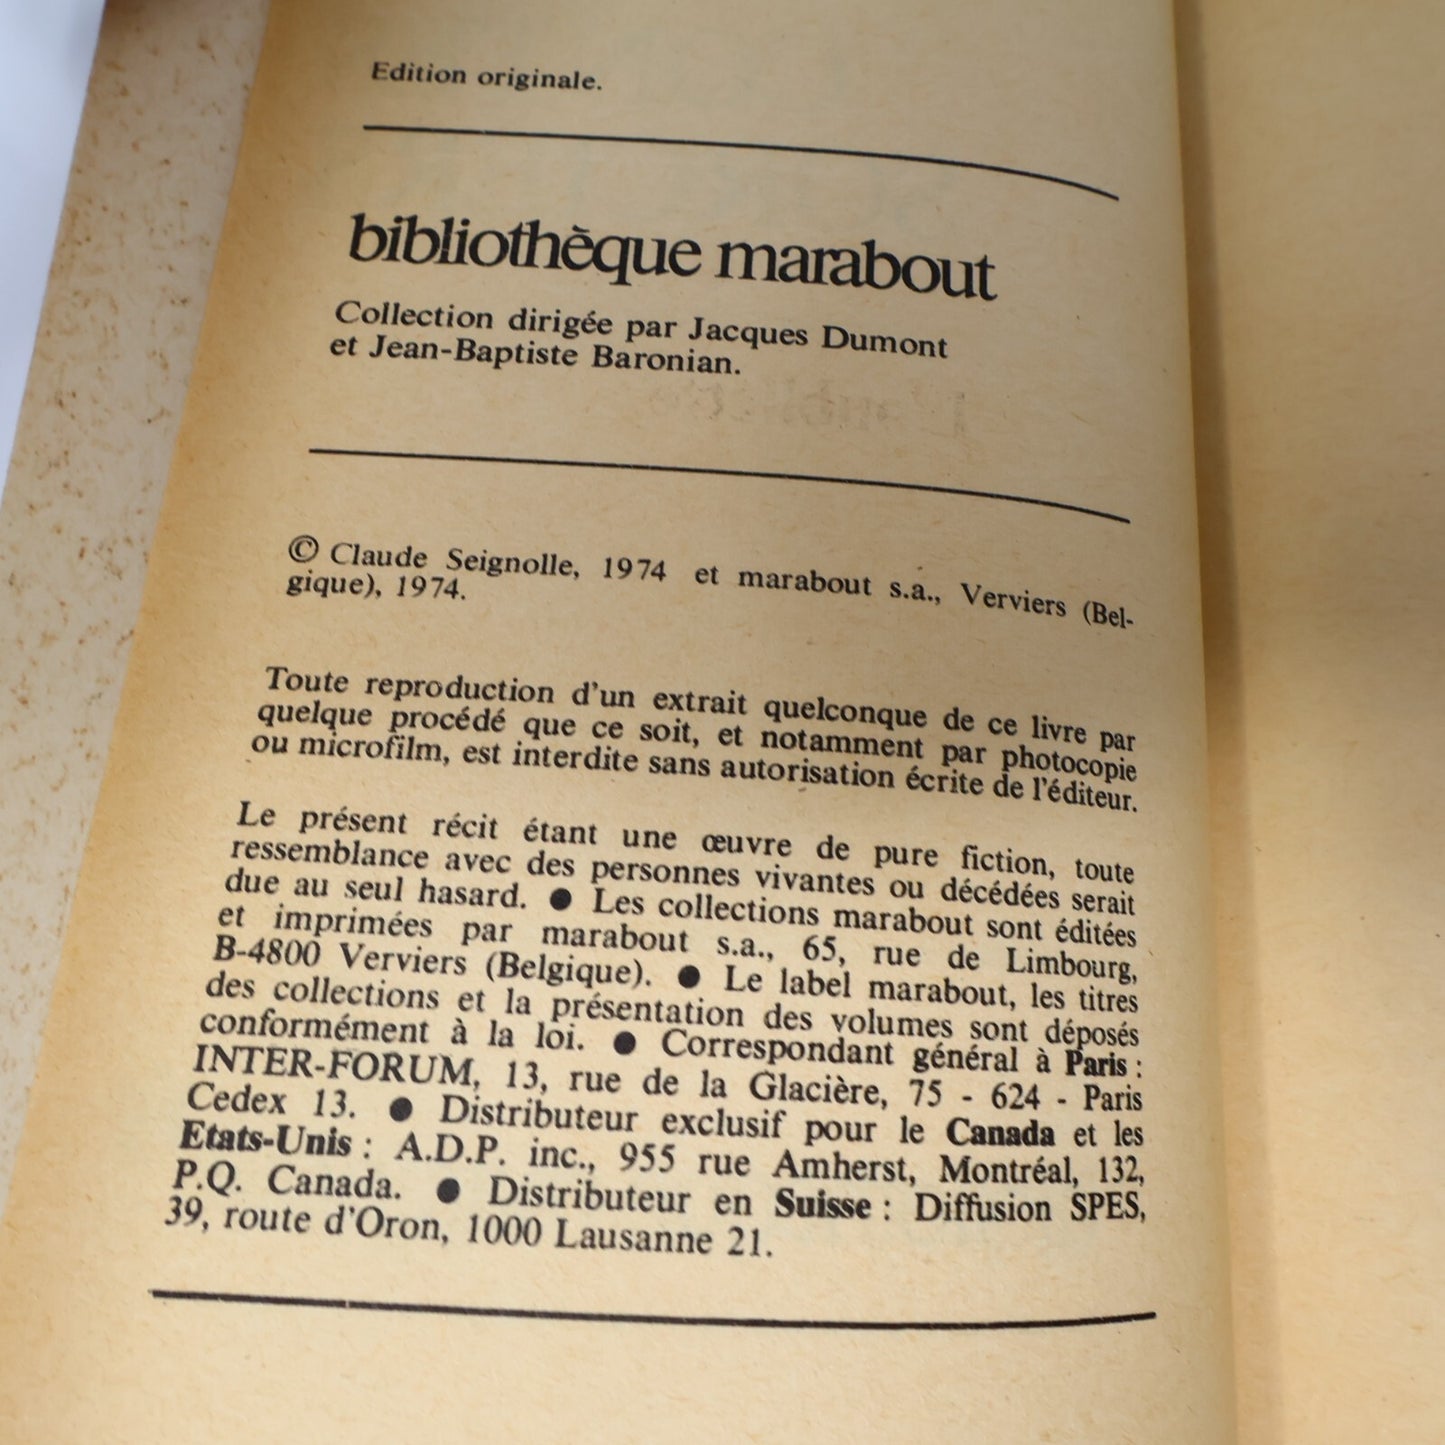 Edition originale.
bibliothèque marabout
Collection dirigée par Jacques Dumont
et Jean-Baptiste Baronian.
© Claude Seignolle, 1974 et marabout s.a., Verviers (Bel-
gique), 1974.
Toute reproduction d'un extrait quelconque de ce livre par
quelque procédé que ce soit, et notamment par photocopie
ou microfilm, est interdite sans autorisation écrite de l'éditeur.
Le présent récit étant une œuvre de pure fiction, toute
ressemblance avec des personnes vivantes ou décédées serait
due au seul hasard. ● Les collections marabout sont éditées
et imprimées par marabout s.a., 65, rue de Limbourg,
B-4800 Verviers (Belgique). ● Le label marabout, les titres
des collections et la présentation des volumes sont déposés
conformément à la loi. ● Correspondant général à Paris :
INTER-FORUM, 13, rue de la Glacière, 75 - 624 - Paris
Cedex 13. ● Distributeur exclusif pour le Canada et les
Etats-Unis : A.D.P. inc., 955 rue Amherst, Montréal, 132,
P.Q. Canada. ● Distributeur en Suisse : Diffusion SPES,
39, route d'Oron, 1000 Lausanne 21.